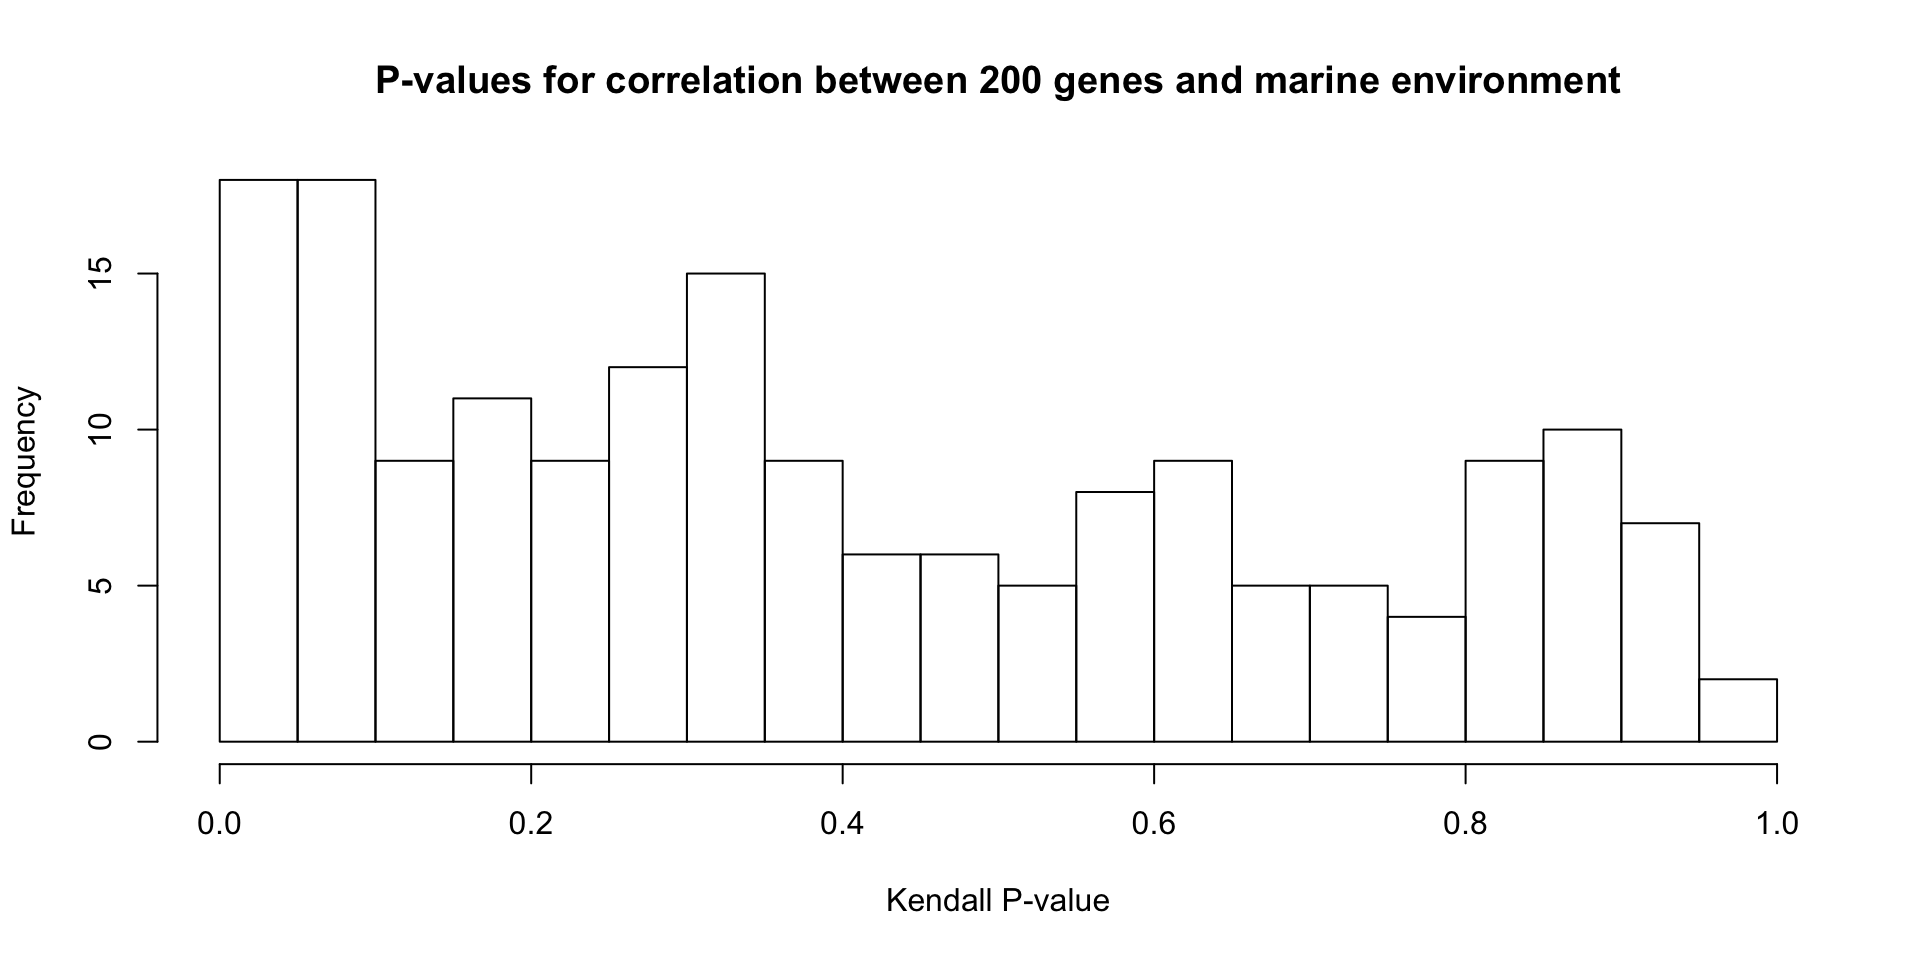 P-values for correlation between 200 genes and marine environment
Frequency
15
10
5
0
0.0 0.2 0.4 0.6 0.8 1.0
Kendall P-value